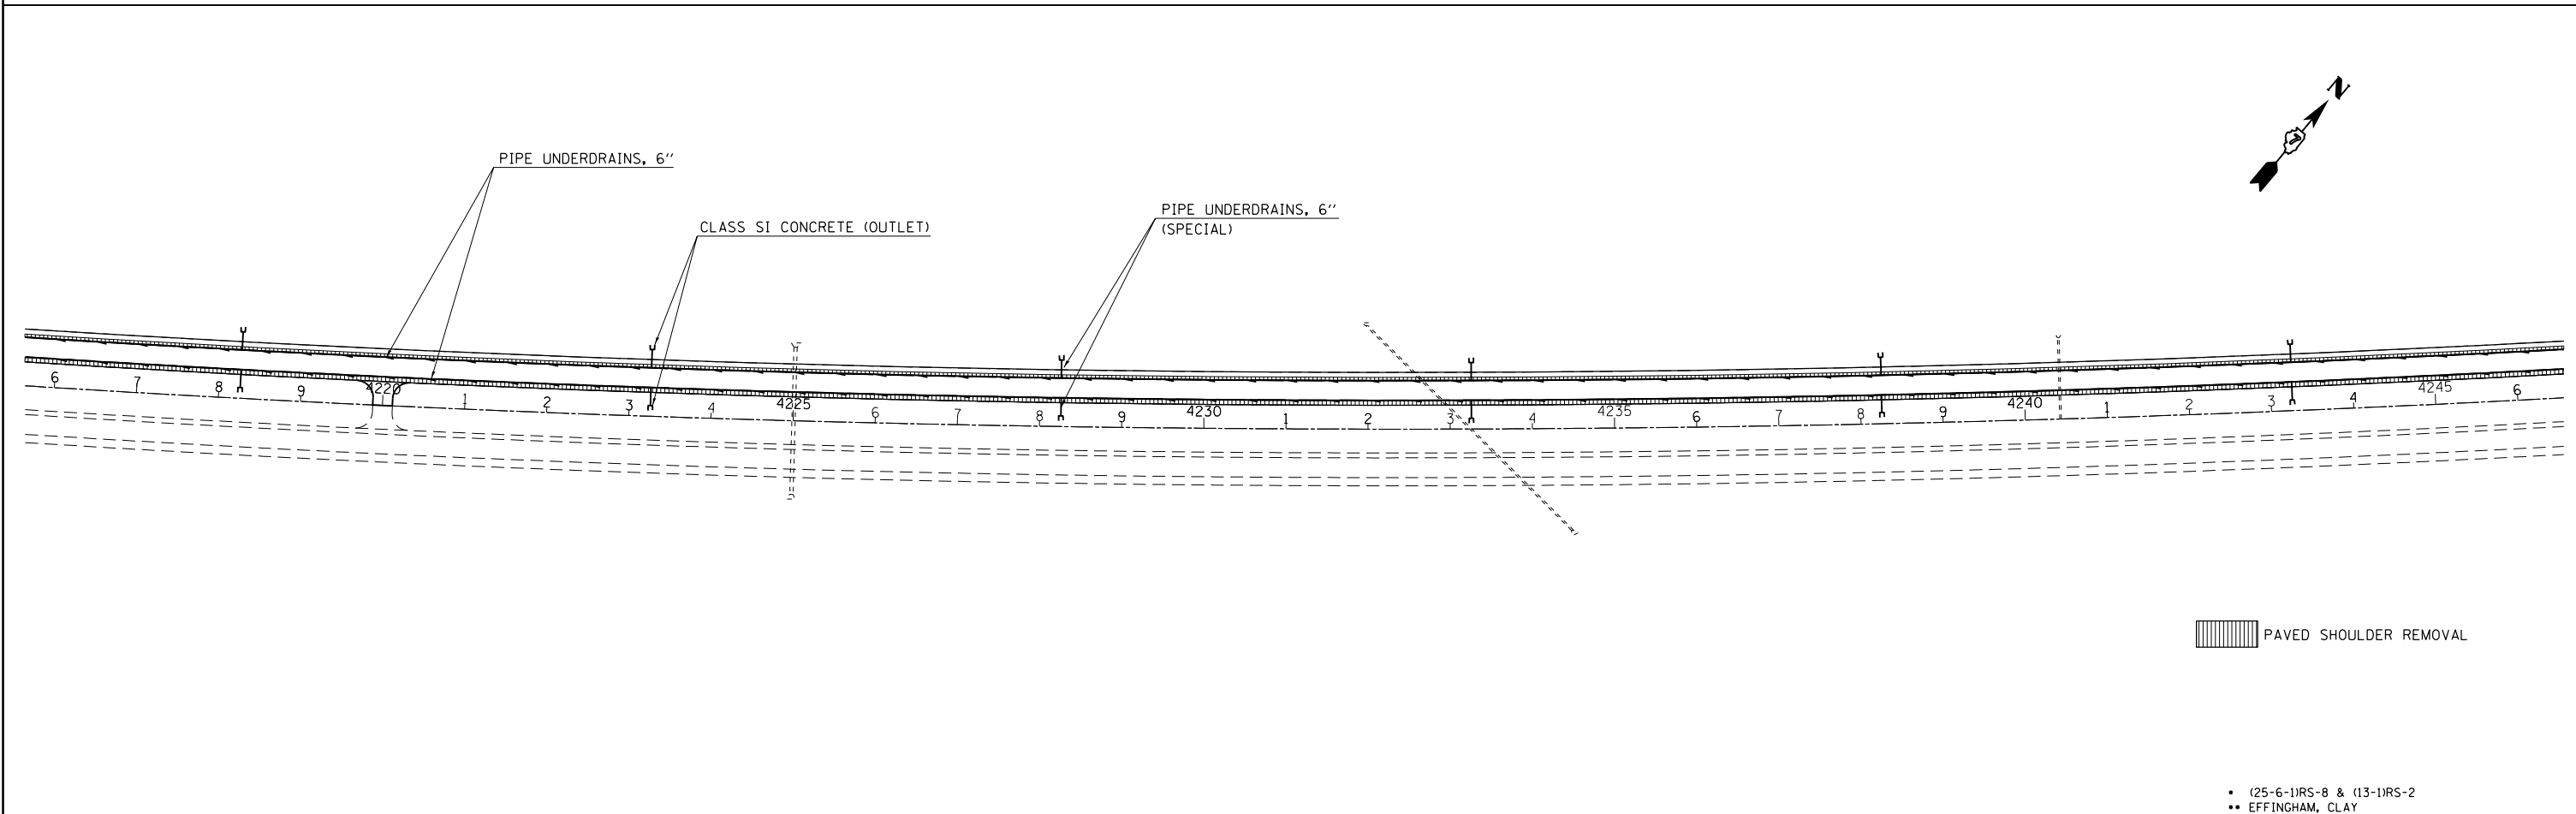 N
PIPE UNDERDRAINS, 6''
CLASS SI CONCRETE (OUTLET)
PIPE UNDERDRAINS, 6''
(SPECIAL)
6 7 8 9 4220 1 2 3 4 4225 6 7 8 9 4230 1 2 3 4 4235 6 7 8 9 4240 1 2 3 4 4245 6
PAVED SHOULDER REMOVAL
• (25-6-1)RS-8 & (13-1)RS-2
•• EFFINGHAM, CLAY